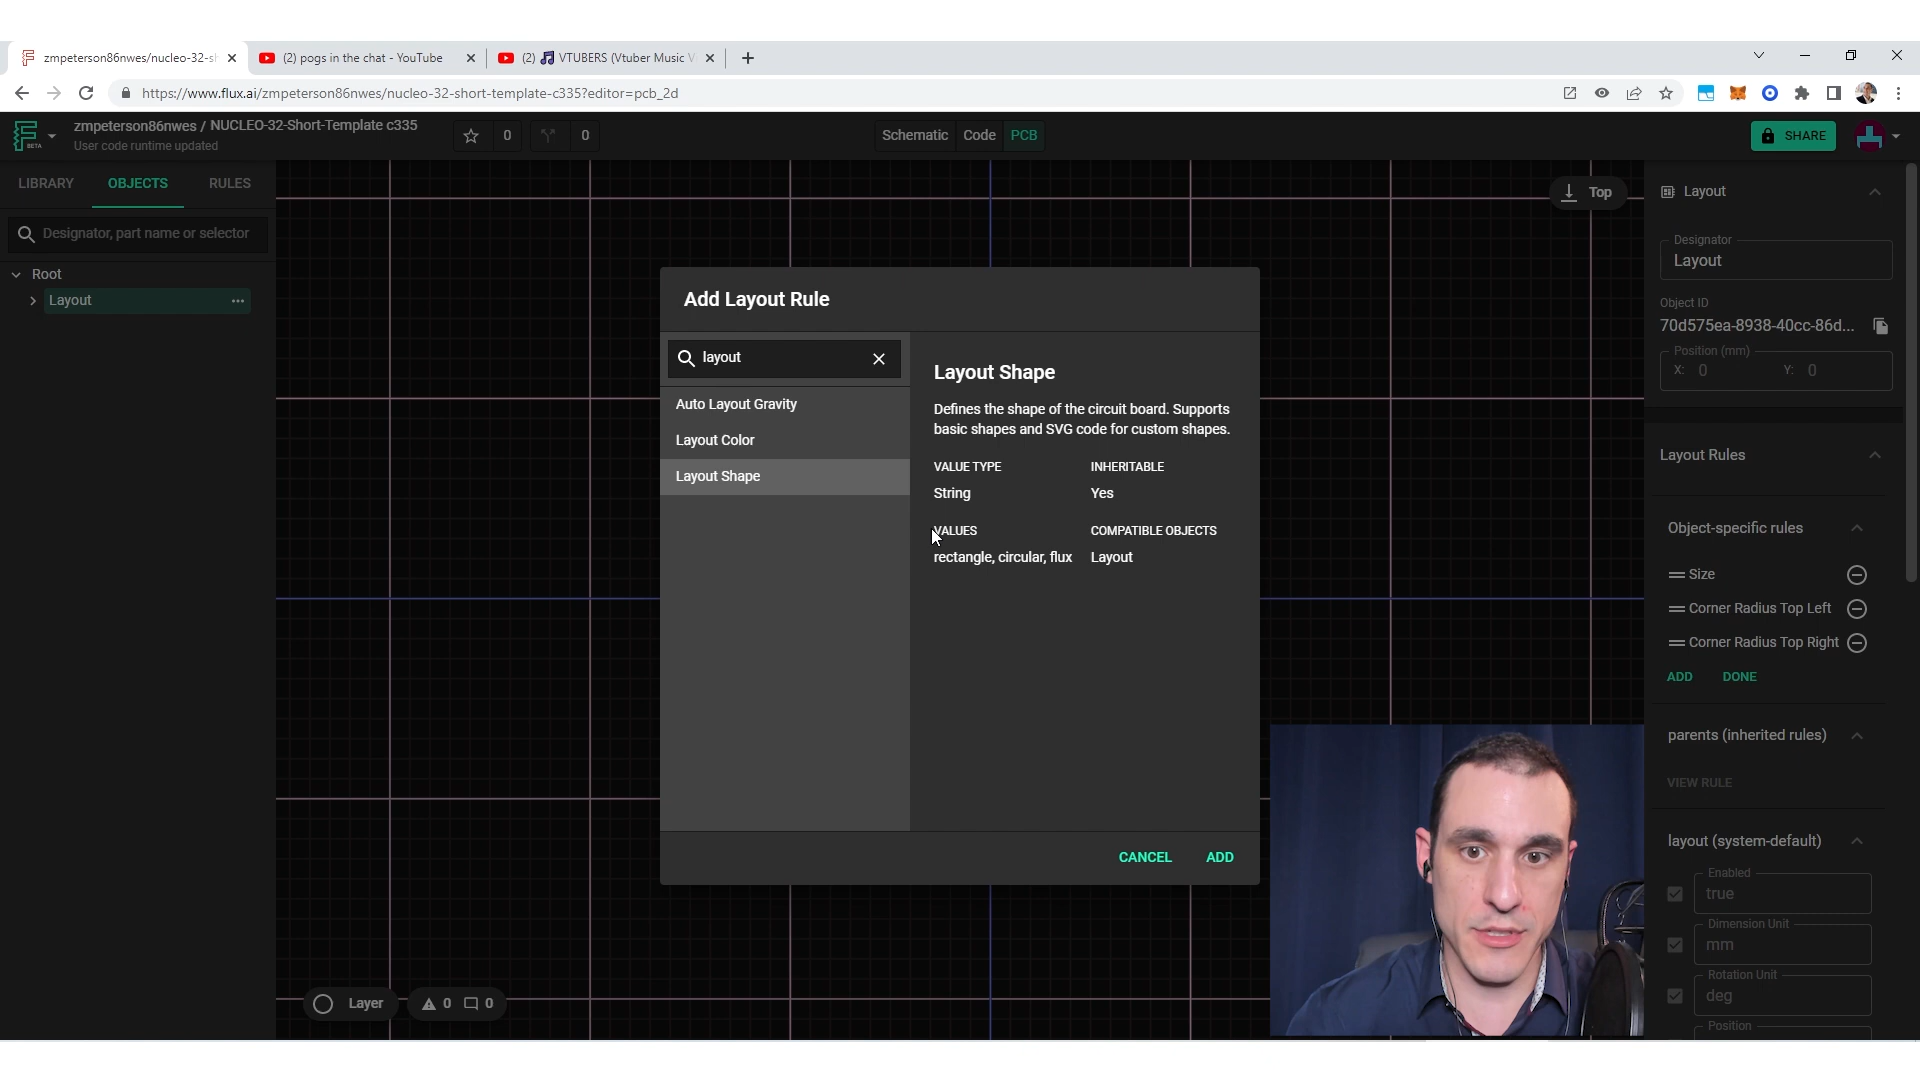 zmpeterson86nwes/nucleo-32-sh
(2) pogs in the chat - YouTube
(2) 🎵 VTUBERS (Vtuber Music V
https://www.flux.ai/zmpeterson86nwes/nucleo-32-short-template-c335?editor=pcb_2d
BETA
zmpeterson86nwes / NUCLEO-32-Short-Template c335
User code runtime updated
0
0
Schematic Code PCB
SHARE
LIBRARY OBJECTS RULES
Designator, part name or selector
Root
Layout
Top
Add Layout Rule
layout
Auto Layout Gravity
Layout Color
Layout Shape
Layout Shape
Defines the shape of the circuit board. Supports
basic shapes and SVG code for custom shapes.
VALUE TYPE INHERITABLE
String Yes
VALUES COMPATIBLE OBJECTS
rectangle, circular, flux Layout
CANCEL ADD
Layer 0 0
Layout
Designator
Layout
Object ID
70d575ea-8938-40cc-86d...
Position (mm)
X: 0 Y: 0
Layout Rules
Object-specific rules
Size
Corner Radius Top Left
Corner Radius Top Right
ADD DONE
parents (inherited rules)
VIEW RULE
layout (system-default)
Enabled
true
Dimension Unit
mm
Rotation Unit
deg
Position